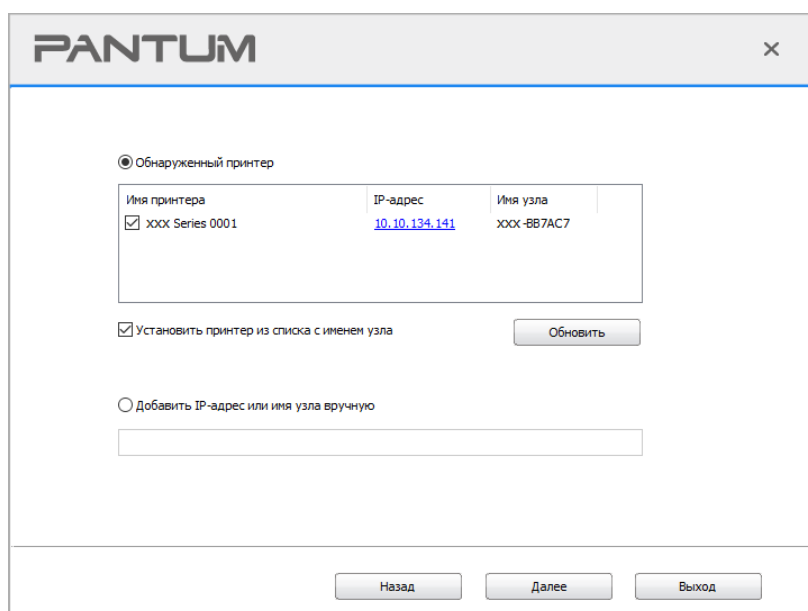 PANTUM
Обнаруженный принтер
Имя принтера IP-адрес Имя узла
XXX Series 0001 10.10.134.141 XXX-BB7AC7
Установить принтер из списка с именем узла Обновить
Добавить IP-адрес или имя узла вручную
Назад Далее Выход